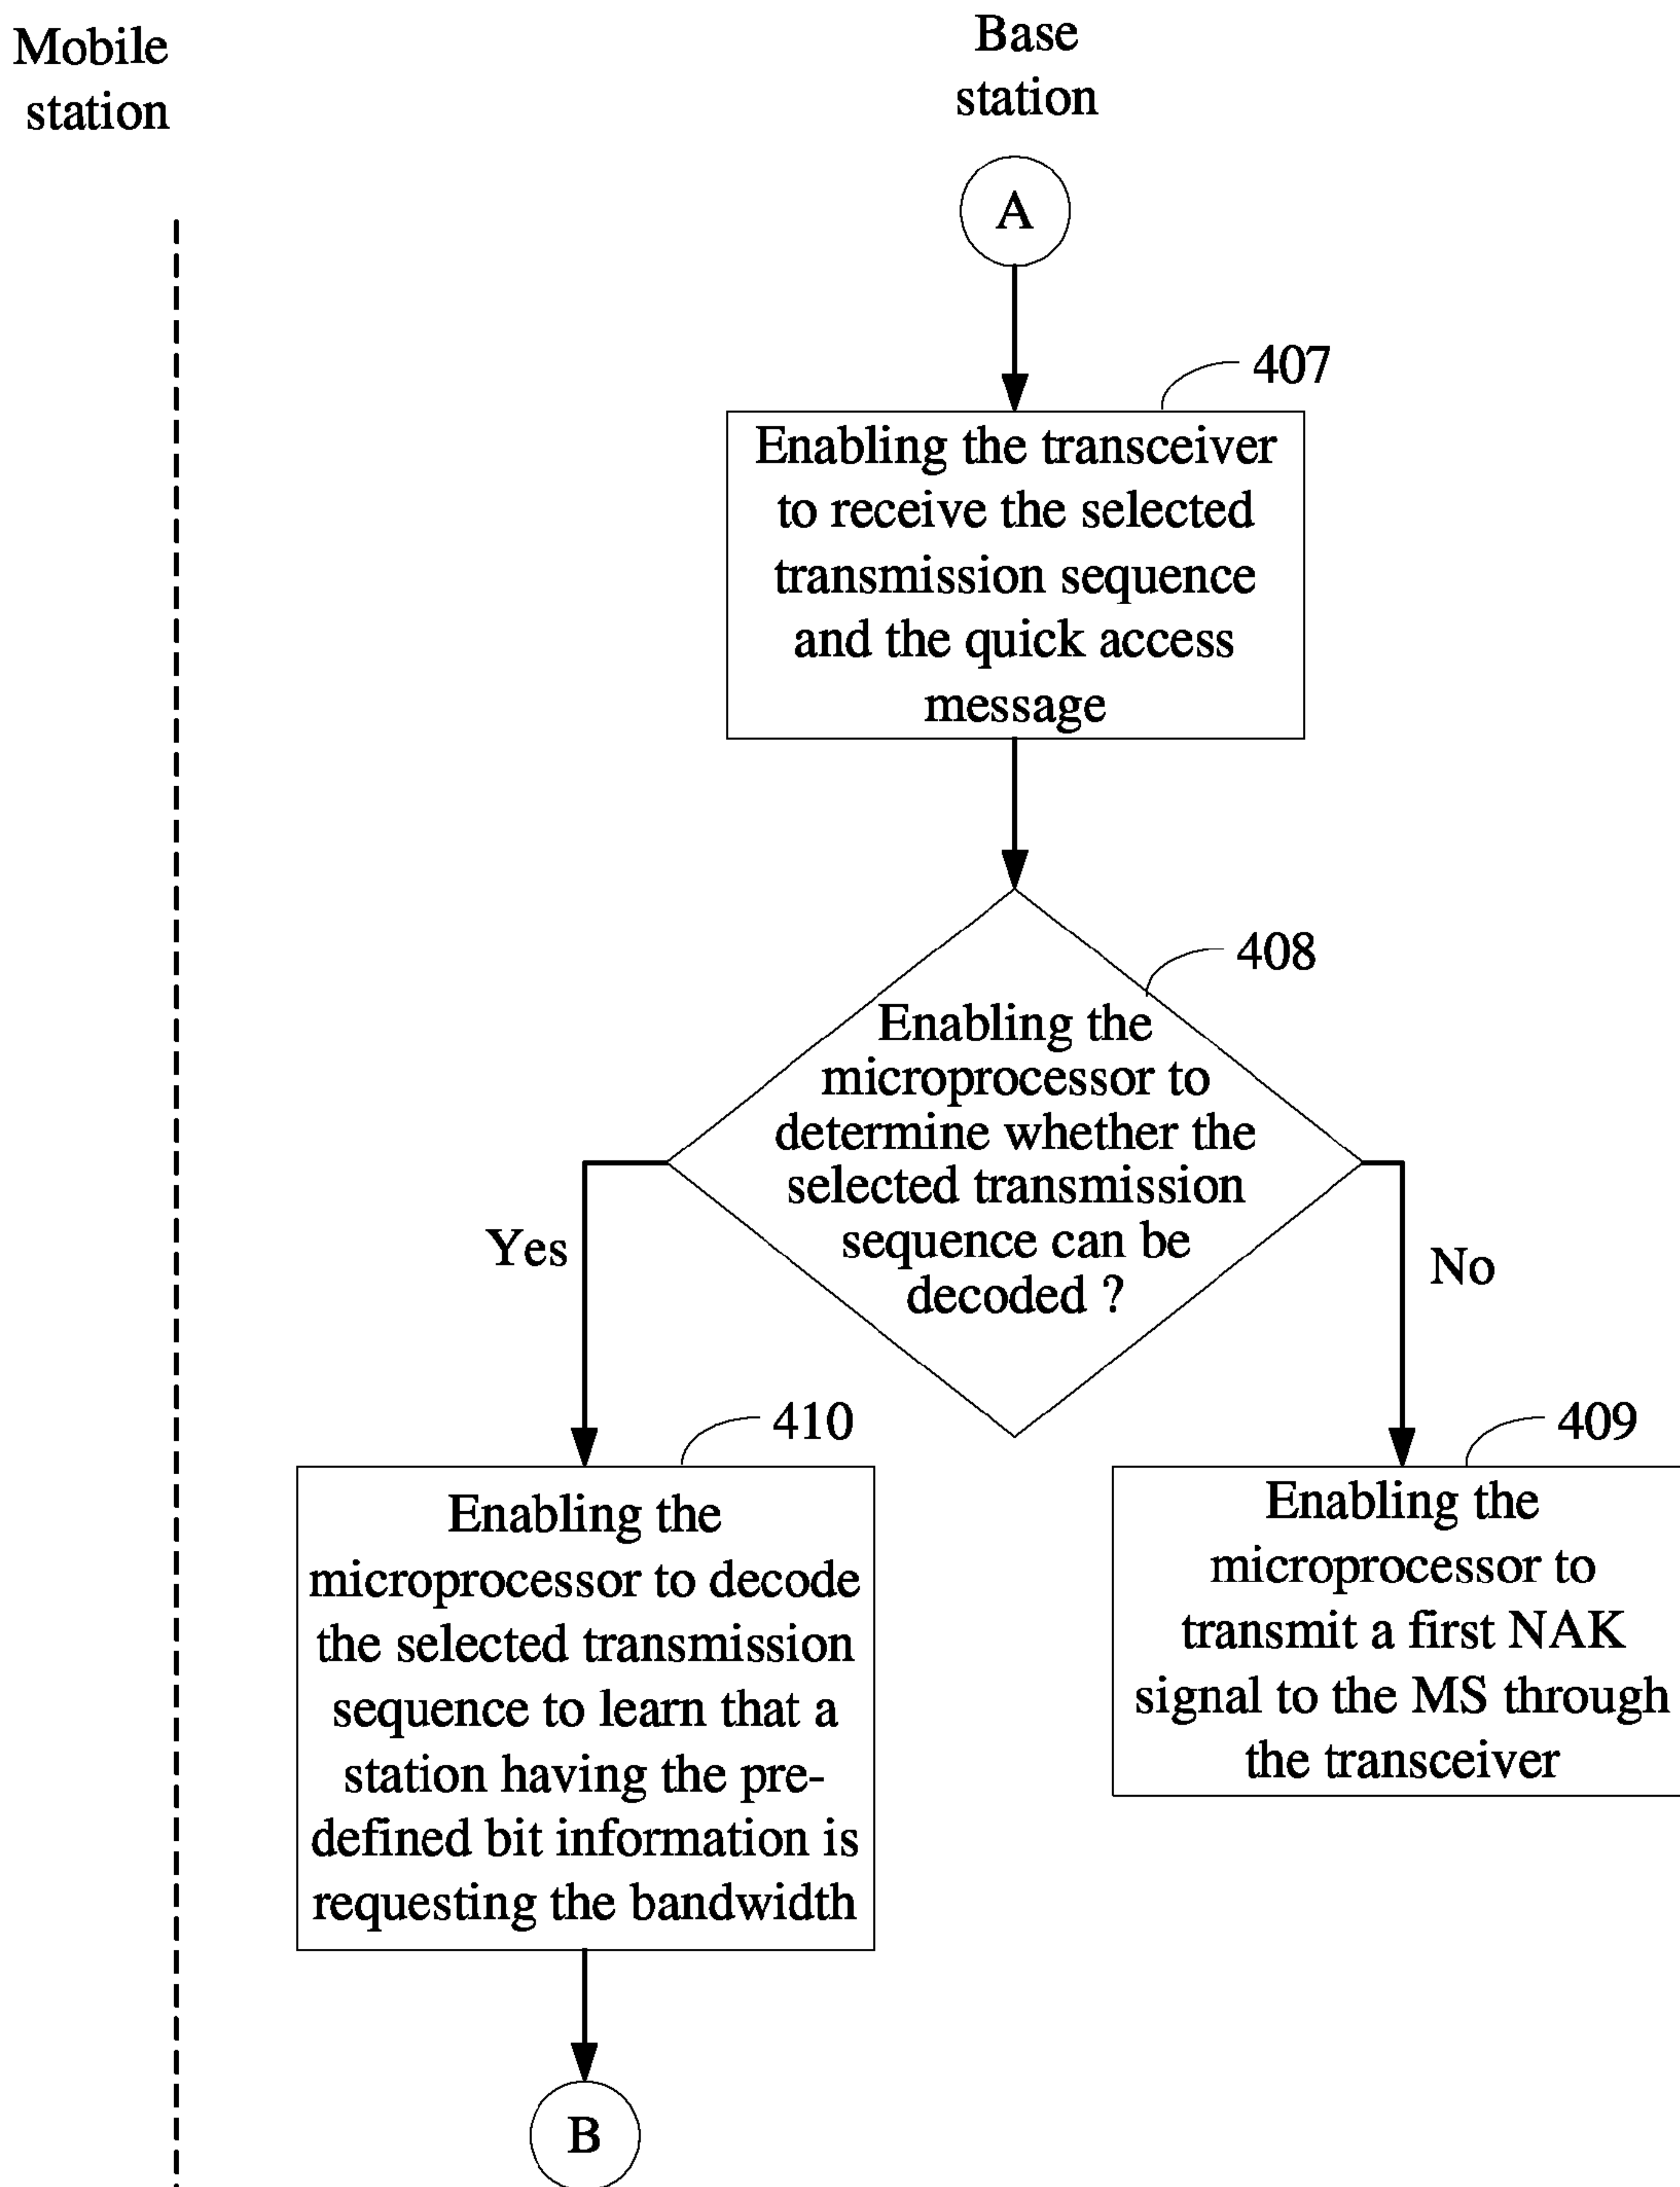 Mobile
station
Base
station
A
407
Enabling the transceiver
to receive the selected
transmission sequence
and the quick access
message
408
Enabling the
microprocessor to
determine whether the
selected transmission
sequence can be
decoded ?
Yes
No
410
Enabling the
microprocessor to decode
the selected transmission
sequence to learn that a
station having the pre-
defined bit information is
requesting the bandwidth
409
Enabling the
microprocessor to
transmit a first NAK
signal to the MS through
the transceiver
B